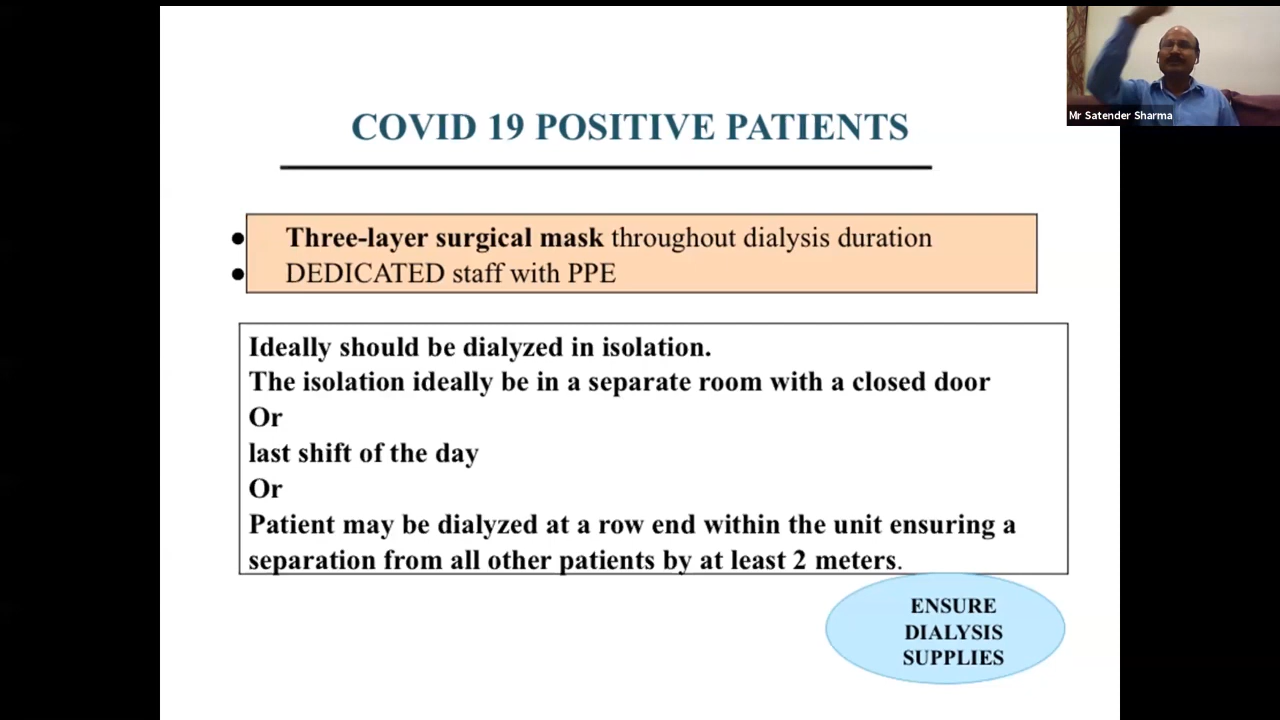 Mr Satender Sharma
COVID 19 POSITIVE PATIENTS
• Three-layer surgical mask throughout dialysis duration
• DEDICATED staff with PPE
Ideally should be dialyzed in isolation.
The isolation ideally be in a separate room with a closed door
Or
last shift of the day
Or
Patient may be dialyzed at a row end within the unit ensuring a
separation from all other patients by at least 2 meters.
ENSURE
DIALYSIS
SUPPLIES